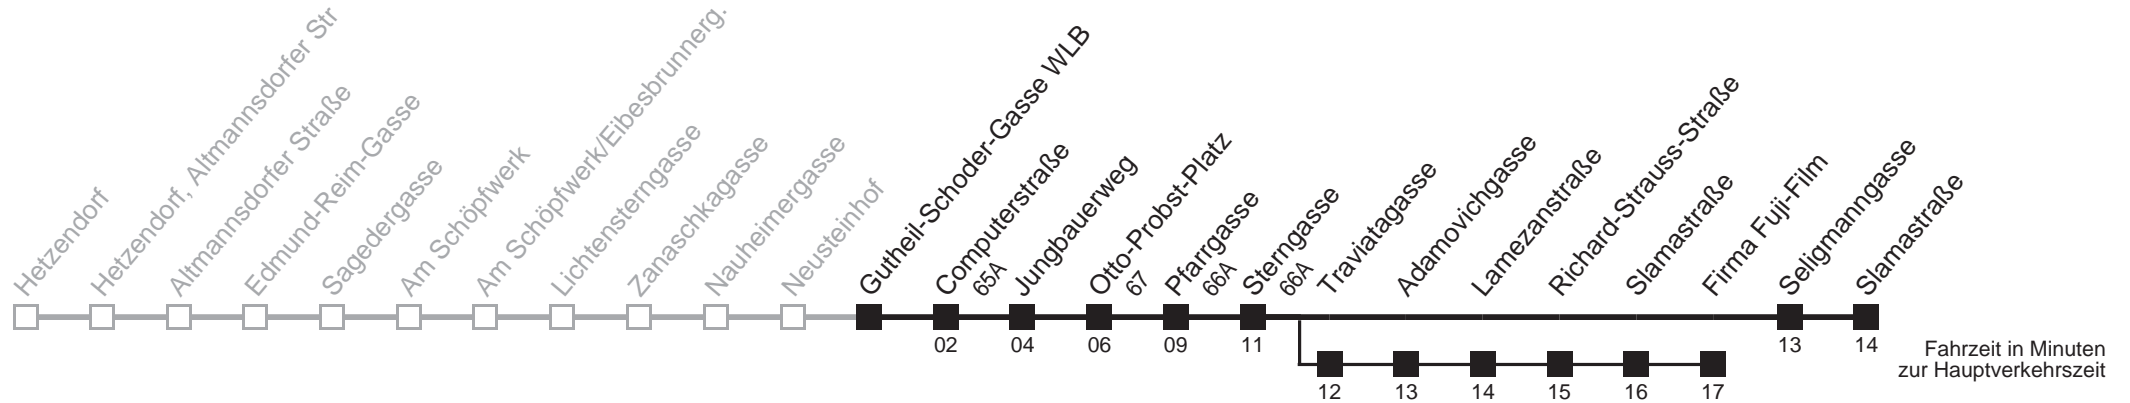 Hetzendorf
Hetzendorf, Altmannsdorfer Str
Altmannsdorfer Straße
Edmund-Reim-Gasse
Sagedergasse
Am Schöpfwerk
Am Schöpfwerk/Eibesbrunnerg.
Lichtensterngasse
Zanaschkagasse
Nauheimergasse
Neusteinhof
Gutheil-Schoder-Gasse WLB
Computerstraße
65A
Jungbauerweg
Otto-Probst-Platz
67
Pfarrgasse
66A
Sterngasse
66A
Traviatagasse
Adamovichgasse
Lamezanstraße
Richard-Strauss-Straße
Slamastraße
Firma Fuji-Film
Seligmanngasse
Slamastraße
02 04 06 09 11 13 14
12 13 14 15 16 17
Fahrzeit in Minuten
zur Hauptverkehrszeit